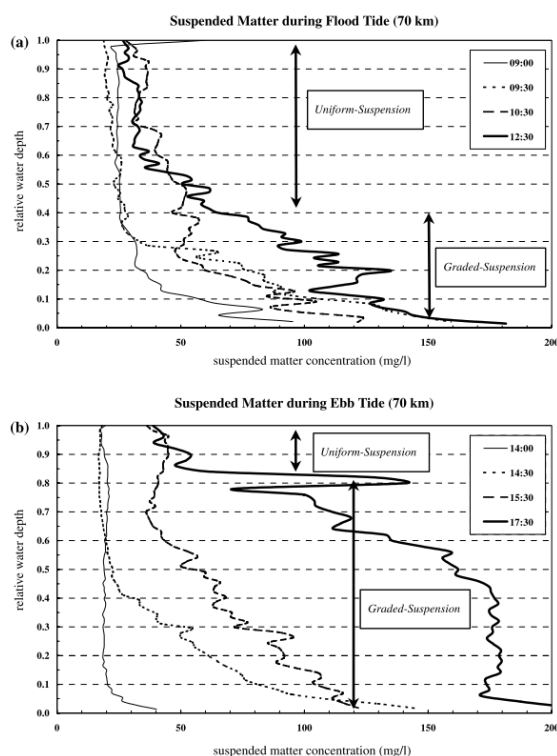 Suspended Matter during Flood Tide (70 km)
(a)
1.0
0.9
0.8
0.7
0.6
0.5
0.4
0.3
0.2
0.1
0.0
relative water depth
Uniform-Suspension
Graded-Suspension
09:00
09:30
10:30
12:30
0 50 100 150 200
suspended matter concentration (mg/l)
Suspended Matter during Ebb Tide (70 km)
(b)
1.0
0.9
0.8
0.7
0.6
0.5
0.4
0.3
0.2
0.1
0.0
relative water depth
Uniform-Suspension
Graded-Suspension
14:00
14:30
15:30
17:30
0 50 100 150 200
suspended matter concentration (mg/l)